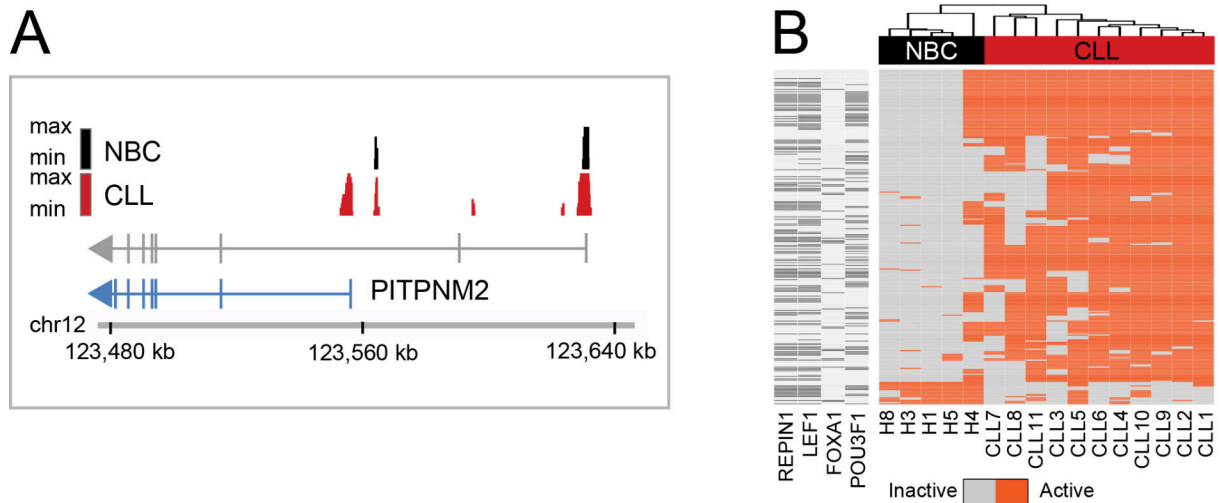 A
max
min
NBC
max
min
CLL
PITPNM2
chr12
123,480 kb
123,560 kb
123,640 kb
B
NBC
CLL
REPIN1
LEF1
FOXA1
POU3F1
H8
H3
H1
H5
H4
CLL7
CLL8
CLL11
CLL3
CLL5
CLL6
CLL4
CLL10
CLL9
CLL2
CLL1
Inactive
Active